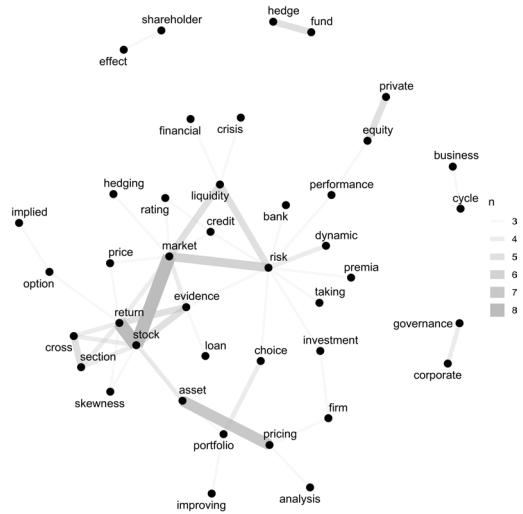 hedge
shareholder
fund
effect
private
financial
crisis
equity
business
hedging
liquidity
performance
rating
cycle
n
implied
credit
bank
3
market
dynamic
4
price
risk
5
option
premia
6
return
evidence
taking
7
stock
governance
8
cross
section
loan
choice
investment
corporate
skewness
asset
firm
portfolio
pricing
improving
analysis